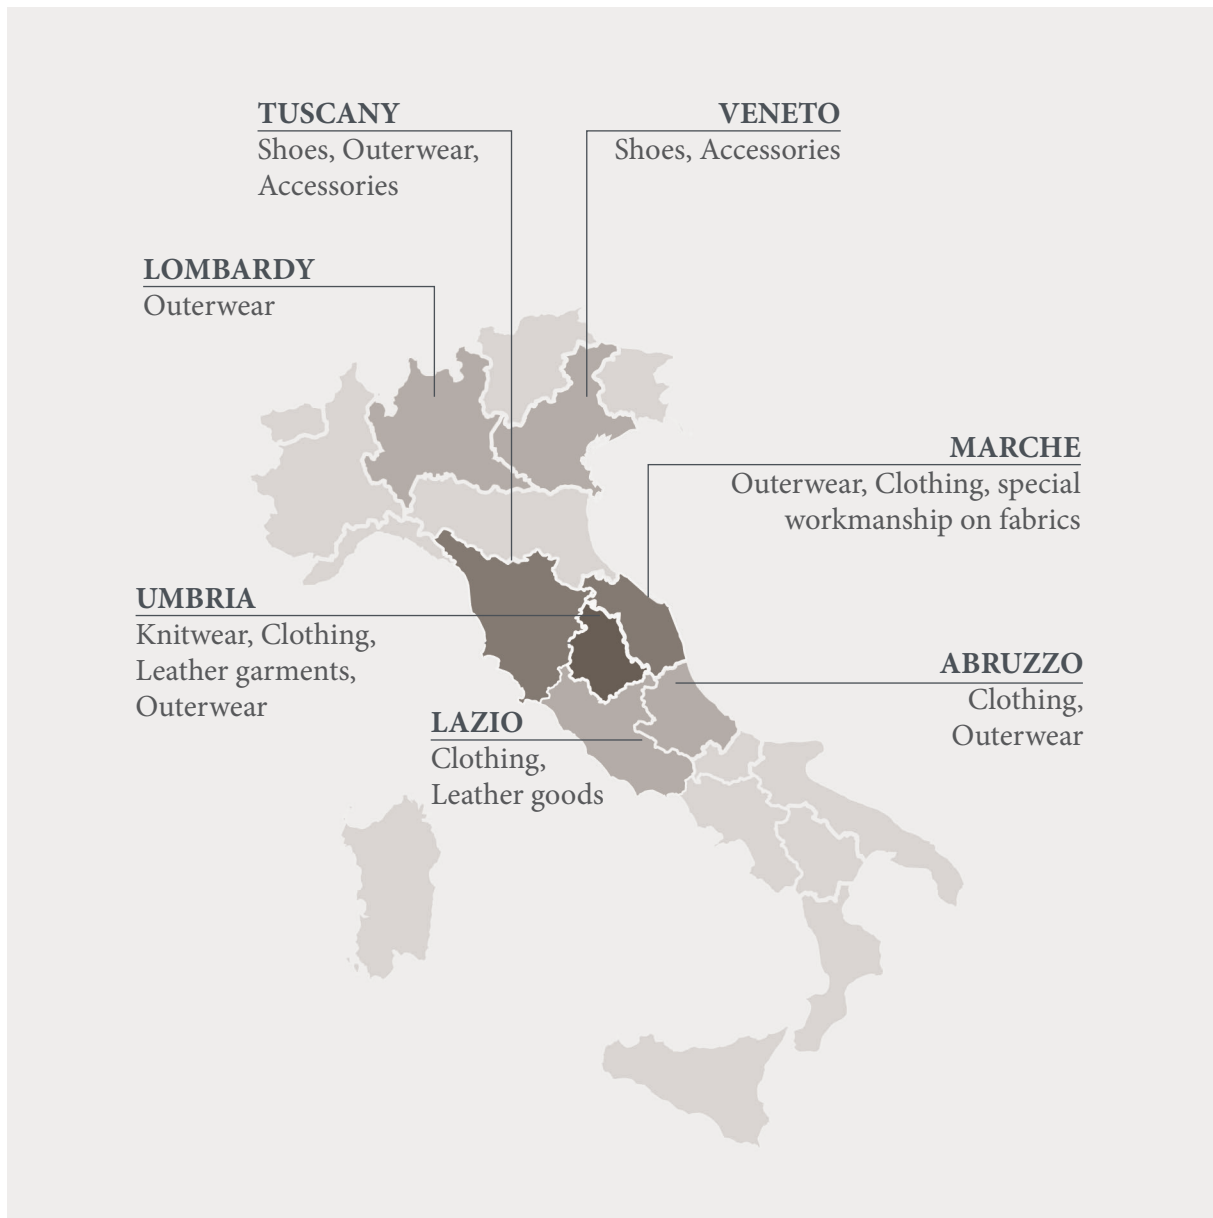 TUSCANY
Shoes, Outerwear,
Accessories
VENETO
Shoes, Accessories
LOMBARDY
Outerwear
MARCHE
Outerwear, Clothing, special
workmanship on fabrics
UMBRIA
Knitwear, Clothing,
Leather garments,
Outerwear
ABRUZZO
Clothing,
Outerwear
LAZIO
Clothing,
Leather goods